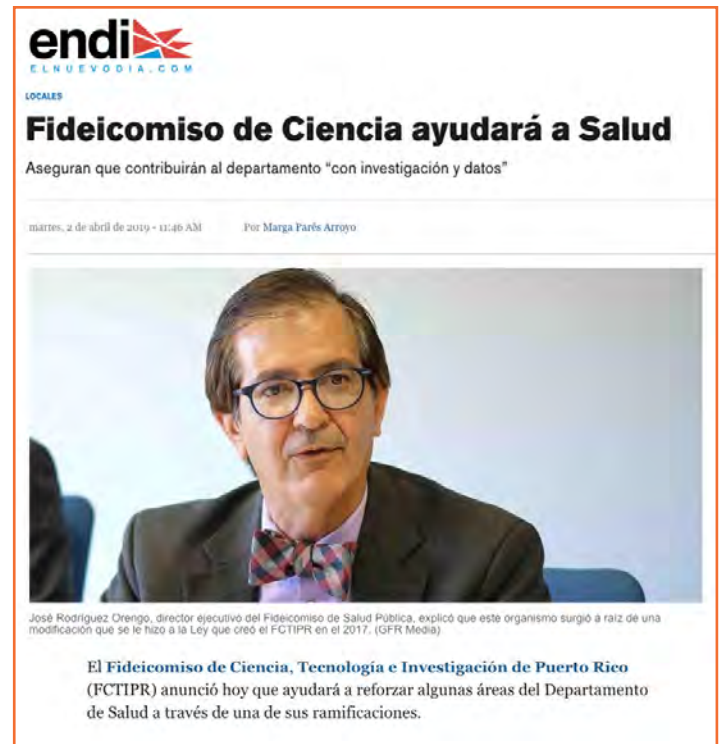 endi
ELNUEVODIA.COM
LOCALES
Fideicomiso de Ciencia ayudará a Salud
Aseguran que contribuirán al departamento “con investigación y datos”
martes, 2 de abril de 2019 - 11:46 AM Por Marga Parés Arroyo
José Rodríguez Orengo, director ejecutivo del Fideicomiso de Salud Pública, explicó que este organismo surgió a raíz de una
modificación que se le hizo a la Ley que creó el FCTIPR en el 2017. (GFR Media)
El Fideicomiso de Ciencia, Tecnología e Investigación de Puerto Rico
(FCTIPR) anunció hoy que ayudará a reforzar algunas áreas del Departamento
de Salud a través de una de sus ramificaciones.